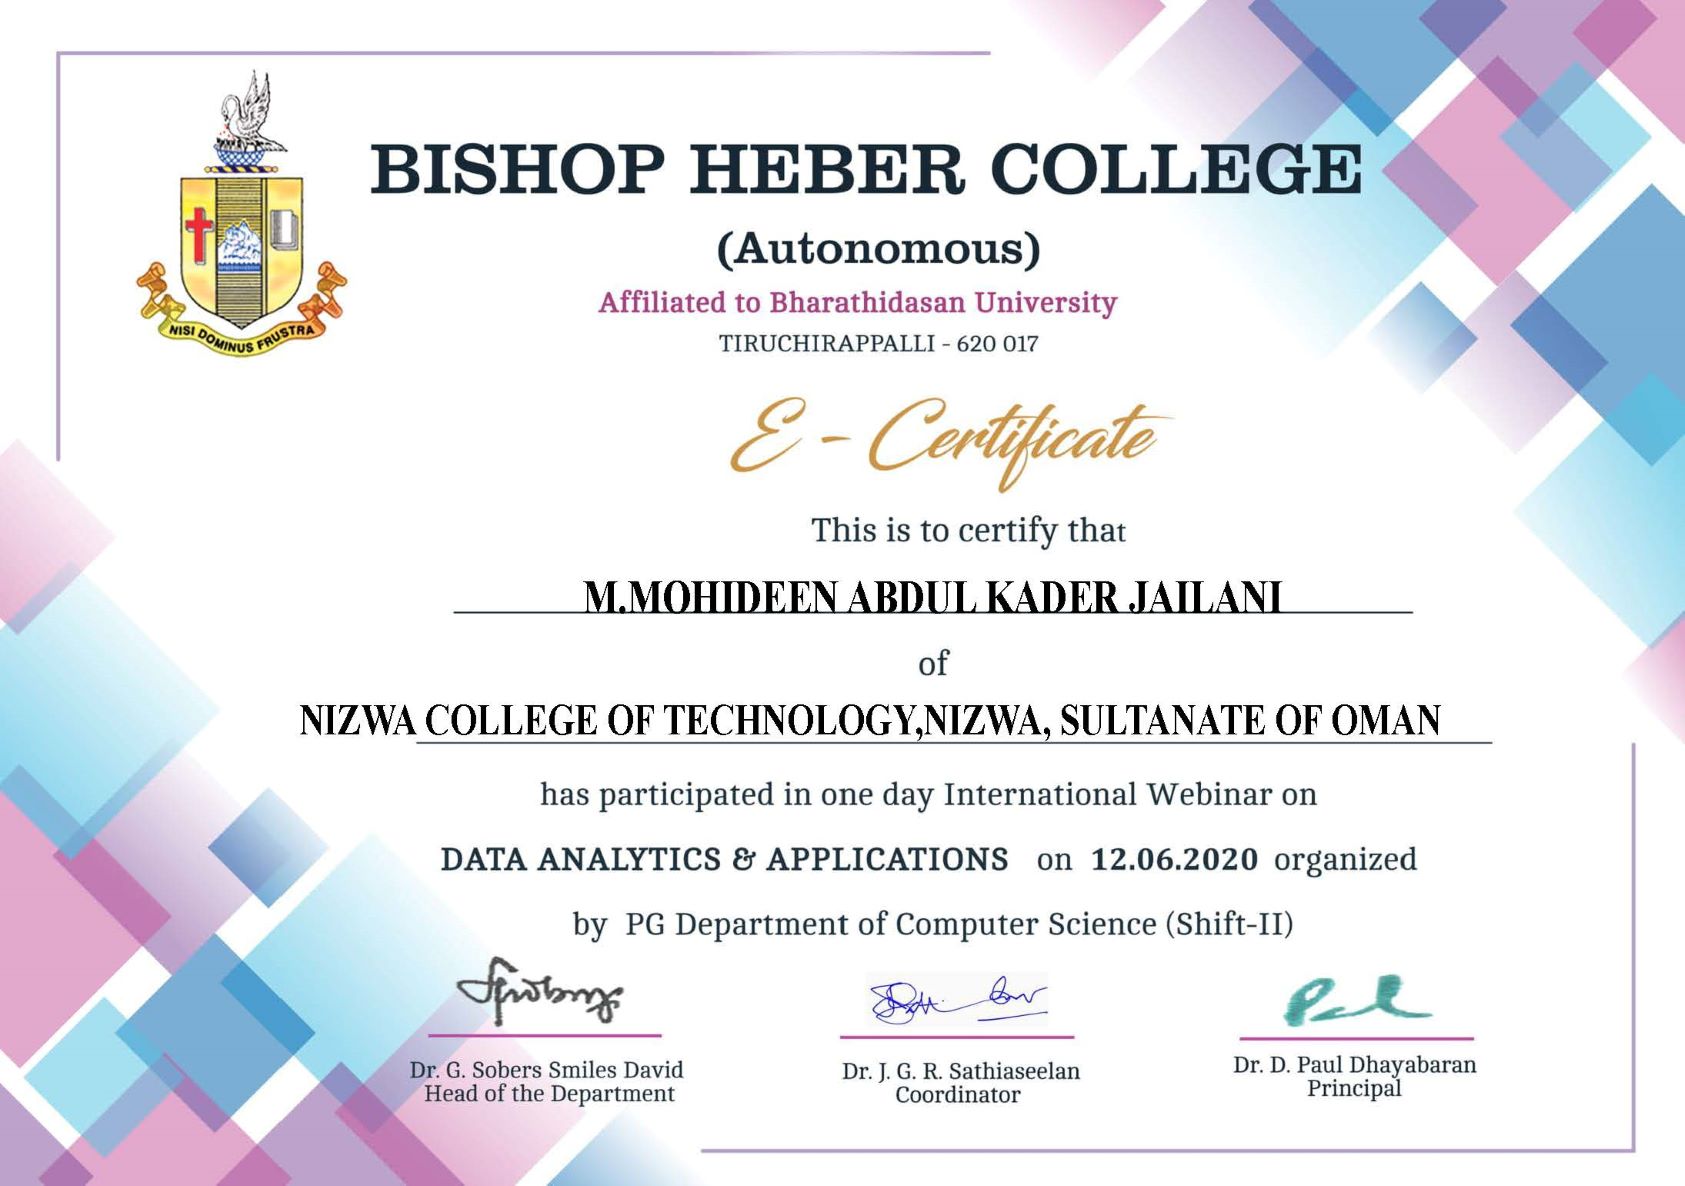 NISI DOMINUS FRUSTRA
BISHOP HEBER COLLEGE
(Autonomous)
Affiliated to Bharathidasan University
TIRUCHIRAPPALLI - 620 017
E - Certificate
This is to certify that
M.MOHIDEEN ABDUL KADER JAILANI
of
NIZWA COLLEGE OF TECHNOLOGY,NIZWA, SULTANATE OF OMAN
has participated in one day International Webinar on
DATA ANALYTICS & APPLICATIONS on 12.06.2020 organized
by PG Department of Computer Science (Shift-II)
Dr. G. Sobers Smiles David
Head of the Department
Dr. J. G. R. Sathiaseelan
Coordinator
Dr. D. Paul Dhayabaran
Principal